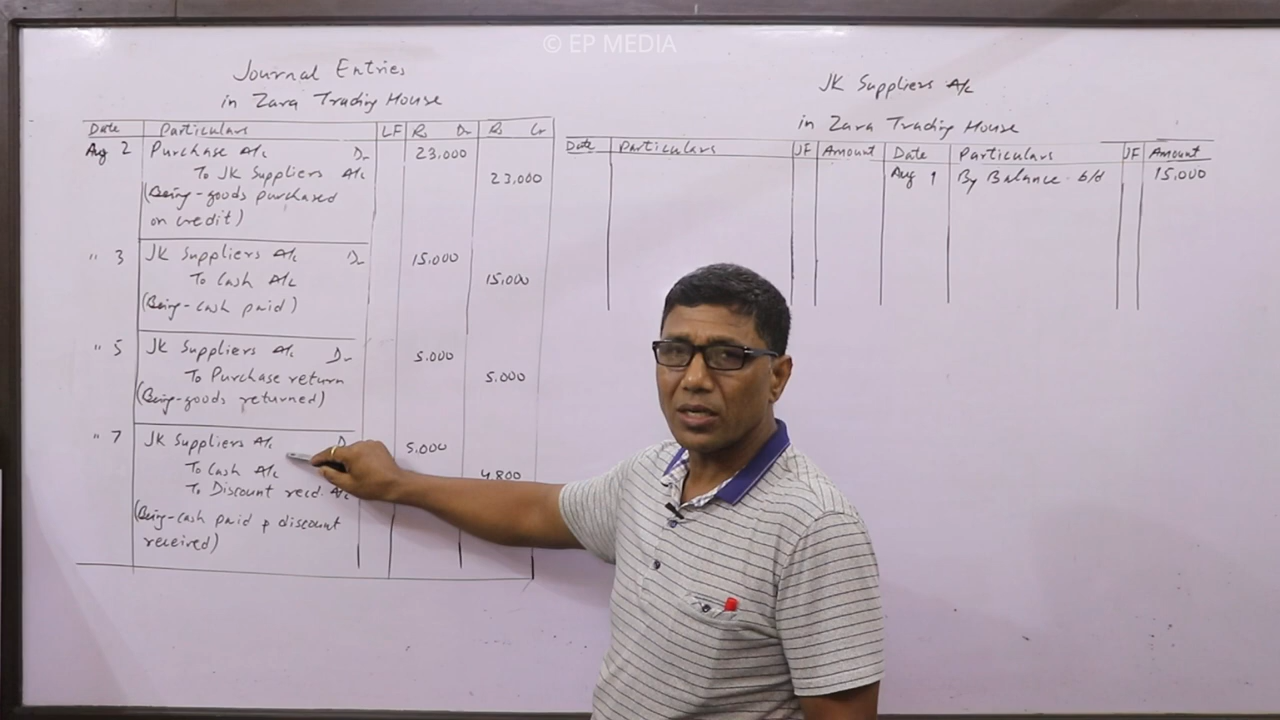 © EP MEDIA
Journal Entries
in Zara Trading House
Date Particulars LF Rs Dr Rs Cr
Aug 2 Purchase A/c Dr 23,000
To JK Suppliers A/c 23,000
(Being-goods purchased
on credit)
" 3 JK Suppliers A/c Dr 15,000
To Cash A/c 15,000
(Being-cash paid)
" 5 JK Suppliers A/c Dr 5,000
To Purchase return 5,000
(Being-goods returned)
" 7 JK Suppliers A/c D 5,000
To Cash A/c 4,800
To Discount recd. A/c
(Being-cash paid & discount
received)
JK Suppliers A/c
in Zara Trading House
Date Particulars JF Amount Date Particulars JF Amount
Aug 1 By Balance b/d 15,000